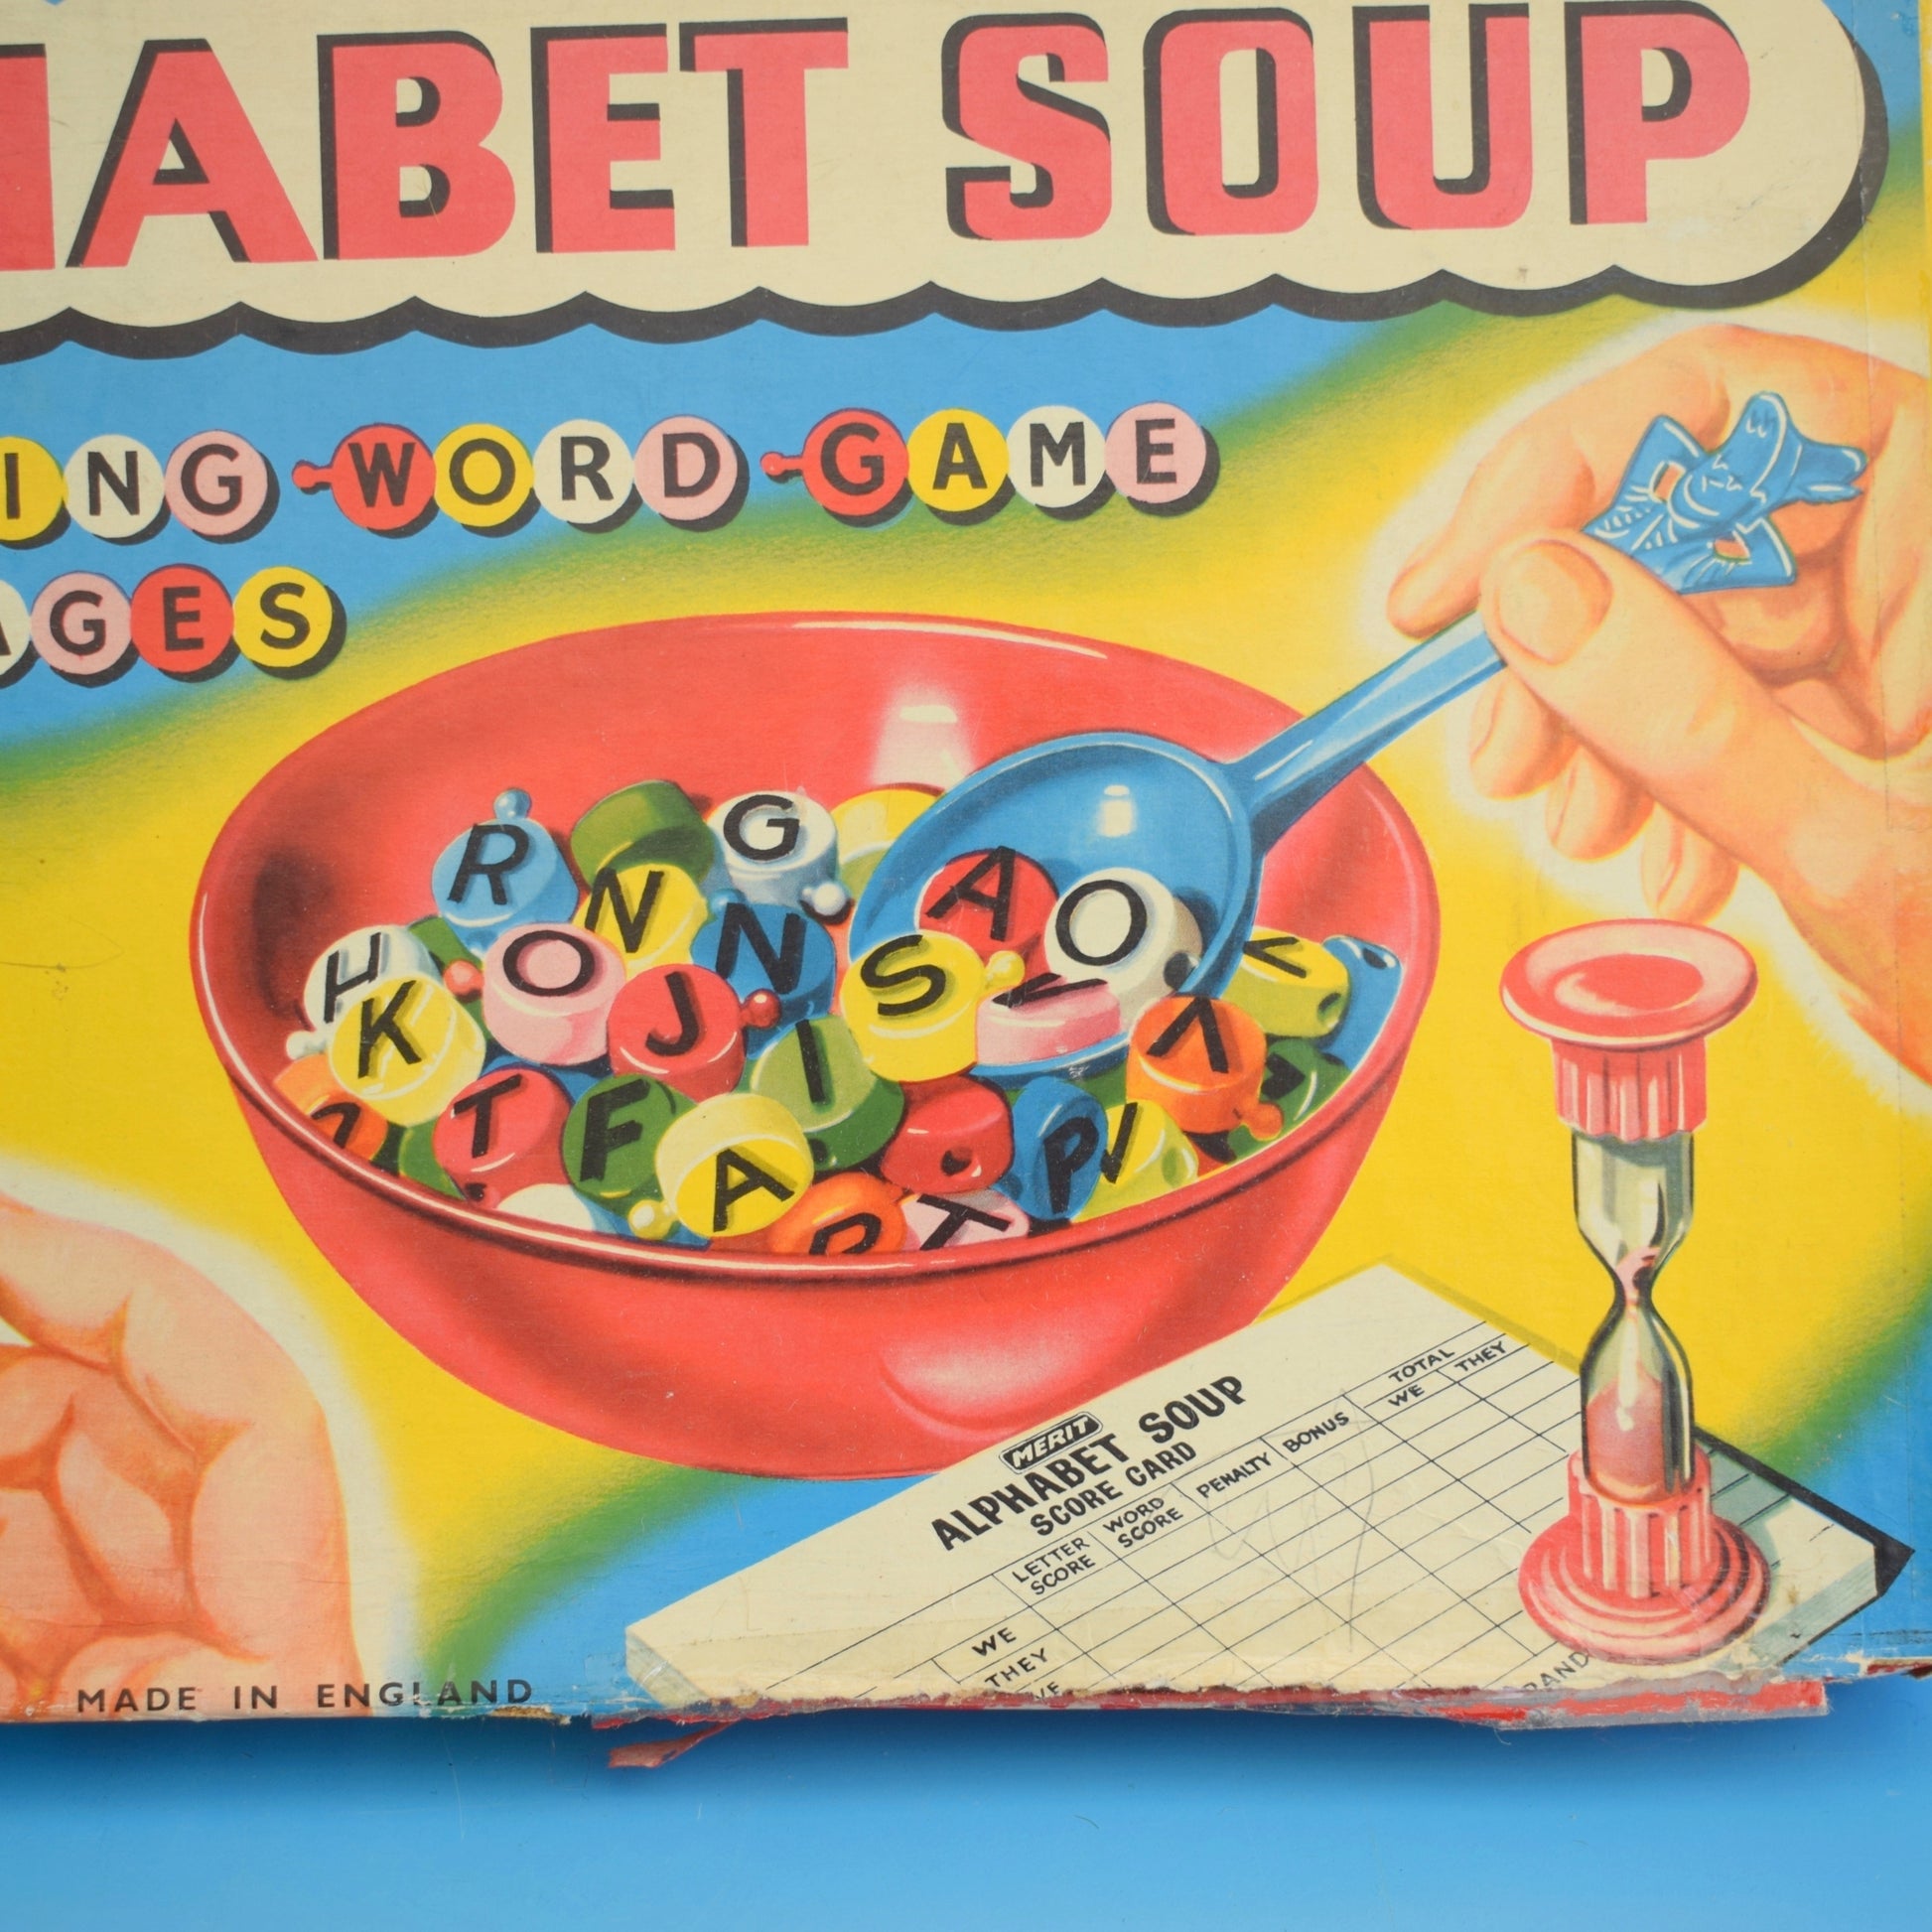 HABET SOUP
ING WORD GAME
AGES
R
G
N
N
A
O
H
O
S
K
J
I
T
F
A
P
T
MERIT
ALPHABET SOUP
SCORE CARD
LETTER SCORE
WORD SCORE
PENALTY
BONUS
TOTAL
WE THEY
WE
THEY
MADE IN ENGLAND